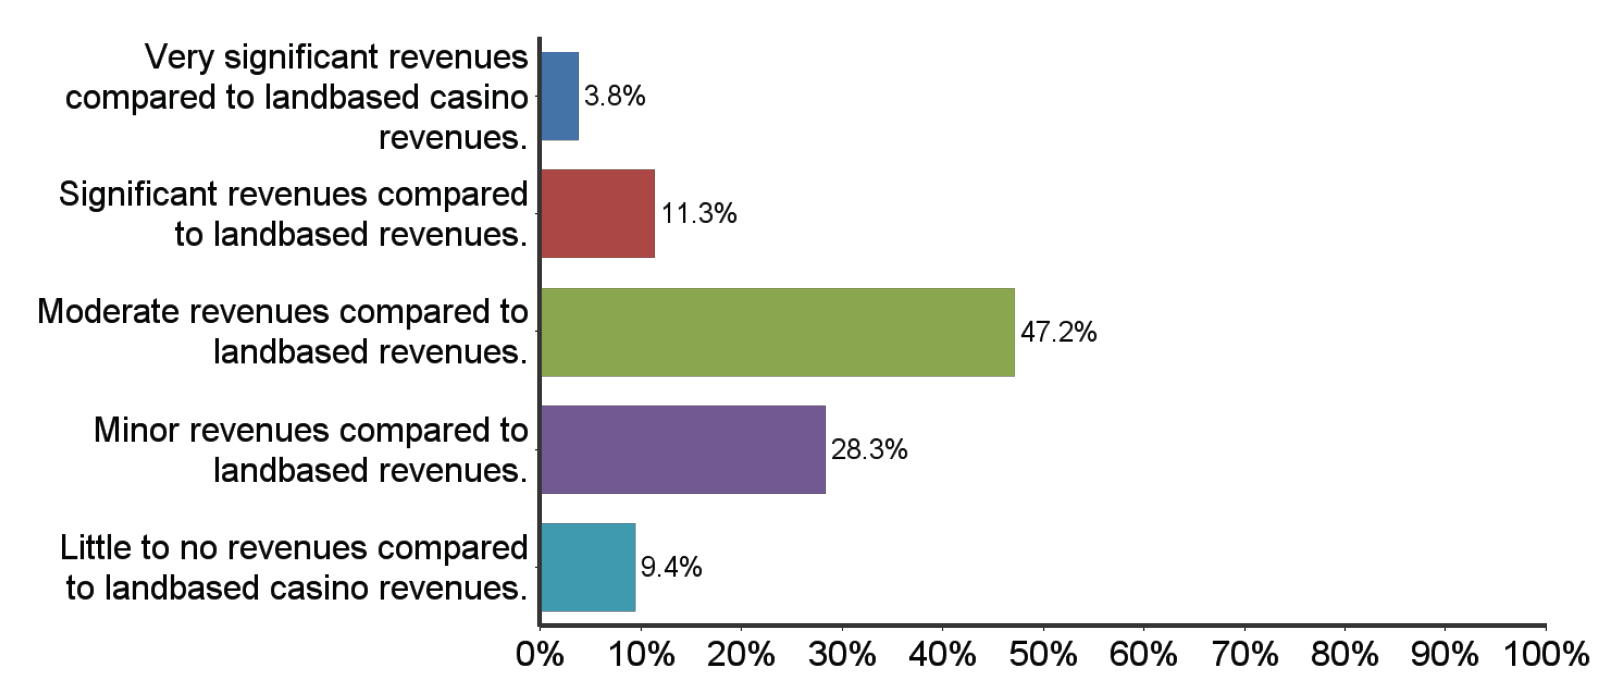 Very significant revenues
compared to landbased casino
revenues.
3.8%
Significant revenues compared
to landbased revenues.
11.3%
Moderate revenues compared to
landbased revenues.
47.2%
Minor revenues compared to
landbased revenues.
28.3%
Little to no revenues compared
to landbased casino revenues.
9.4%
0% 10% 20% 30% 40% 50% 60% 70% 80% 90% 100%